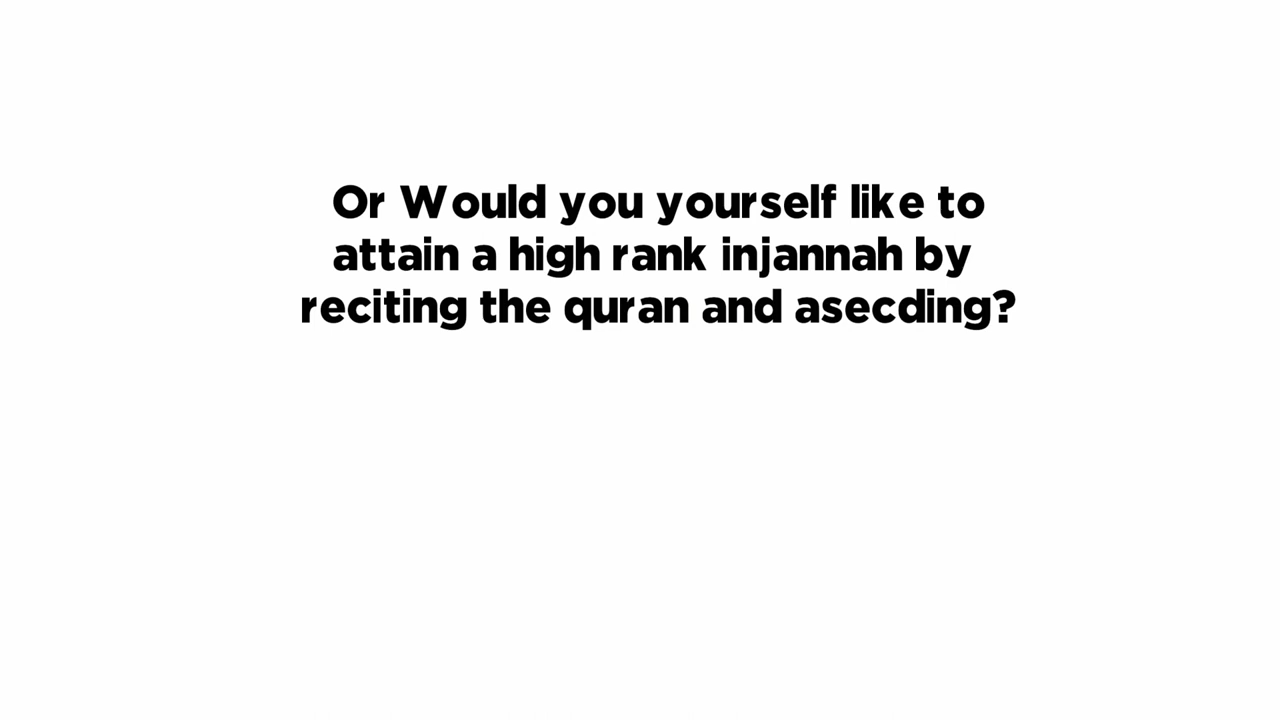 Or Would you yourself like to
attain a high rank injannah by
reciting the quran and asecding?